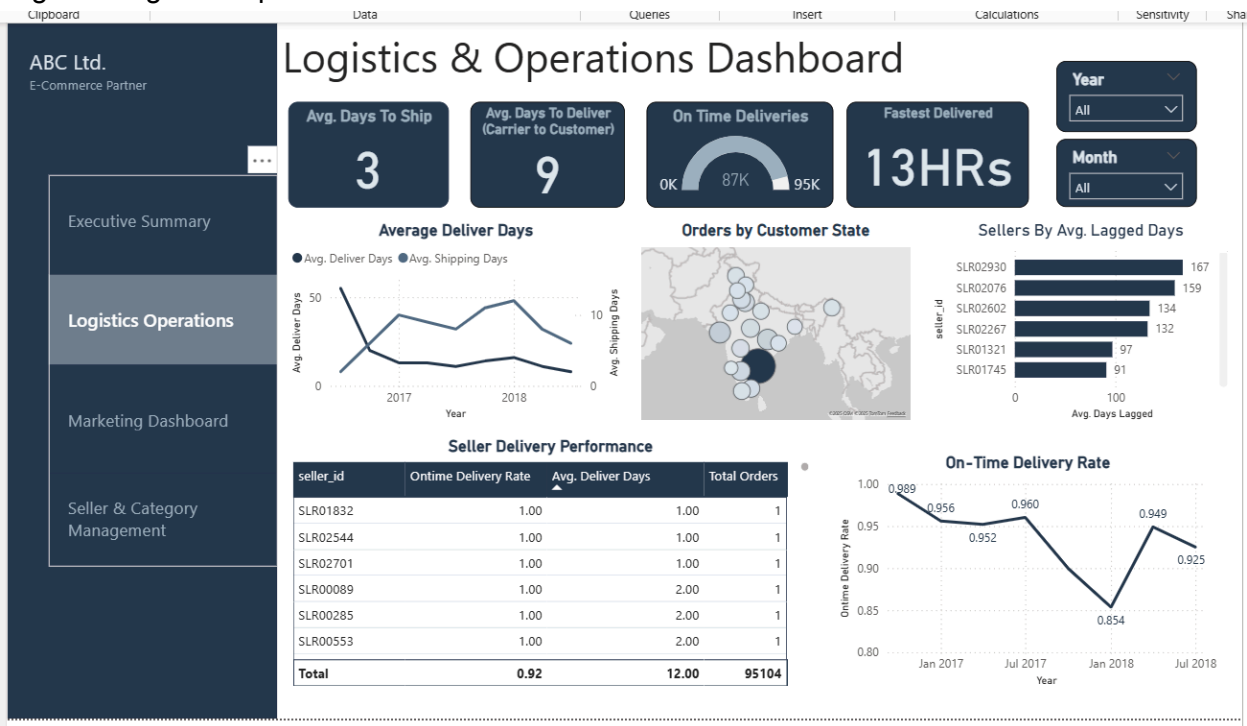 Clipboard
Data
Queries
Insert
Calculations
Sensitivity
Sha
ABC Ltd.
E-Commerce Partner
...
Executive Summary
Logistics Operations
Marketing Dashboard
Seller & Category
Management
Logistics & Operations Dashboard
Avg. Days To Ship
3
Avg. Days To Deliver
(Carrier to Customer)
9
On Time Deliveries
0K
87K
95K
Fastest Delivered
13HRs
Year
All
Month
All
Average Deliver Days
Avg. Deliver Days
Avg. Shipping Days
Avg. Deliver Days
50
0
10
0
Avg. Shipping Days
2017
2018
Year
Orders by Customer State
Sellers By Avg. Lagged Days
seller_id
SLR02930 167
SLR02076 159
SLR02602 134
SLR02267 132
SLR01321 97
SLR01745 91
0 100
Avg. Days Lagged
Seller Delivery Performance
seller_id Ontime Delivery Rate Avg. Deliver Days Total Orders
SLR01832 1.00 1.00 1
SLR02544 1.00 1.00 1
SLR02701 1.00 1.00 1
SLR00089 1.00 2.00 1
SLR00285 1.00 2.00 1
SLR00553 1.00 2.00 1
Total 0.92 12.00 95104
On-Time Delivery Rate
Ontime Delivery Rate
1.00
0.95
0.90
0.85
0.80
0.989
0.956
0.952
0.960
0.854
0.949
0.925
Jan 2017 Jul 2017 Jan 2018 Jul 2018
Year